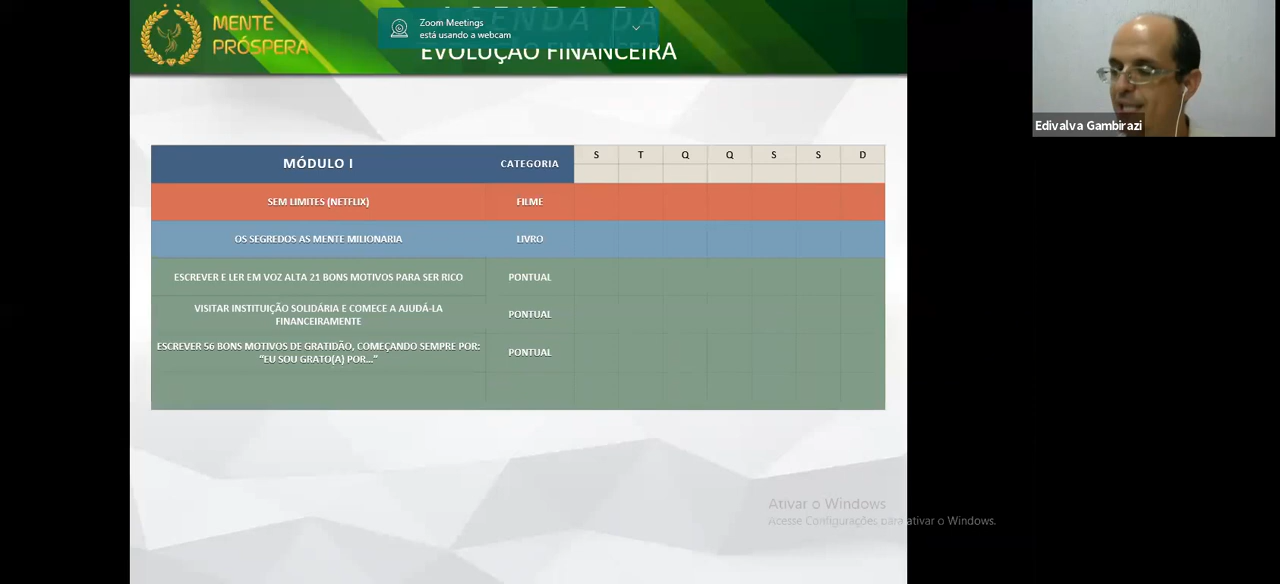 MENTE
PRÓSPERA
AGENDA DA
EVOLUÇÃO FINANCEIRA
Zoom Meetings
está usando a webcam
Edivalva Gambirazi
MÓDULO I CATEGORIA S T Q Q S S D
SEM LIMITES (NETFLIX) FILME
OS SEGREDOS AS MENTE MILIONARIA LIVRO
ESCREVER E LER EM VOZ ALTA 21 BONS MOTIVOS PARA SER RICO PONTUAL
VISITAR INSTITUIÇÃO SOLIDÁRIA E COMECE A AJUDÁ-LA
FINANCEIRAMENTE
PONTUAL
ESCREVER 56 BONS MOTIVOS DE GRATIDÃO, COMEÇANDO SEMPRE POR:
“EU SOU GRATO(A) POR...”
PONTUAL
Ativar o Windows
Acesse Configurações para ativar o Windows.